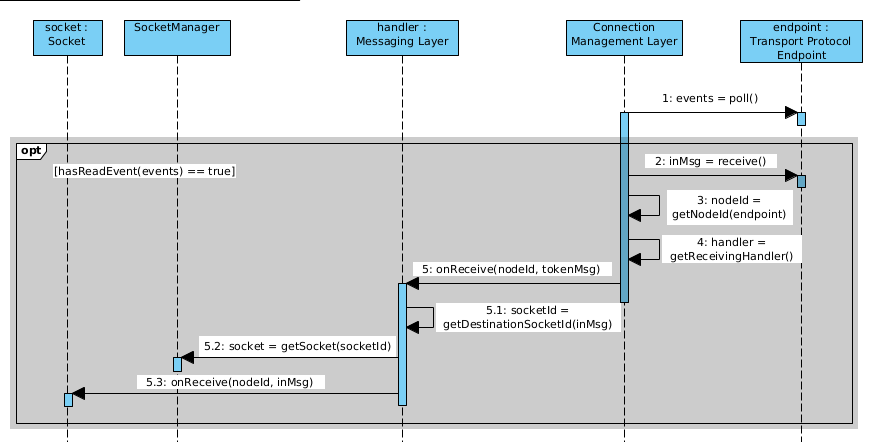 socket :
Socket
SocketManager
handler :
Messaging Layer
Connection
Management Layer
endpoint :
Transport Protocol
Endpoint
1: events = poll()
opt
[hasReadEvent(events) == true]
2: inMsg = receive()
3: nodeId =
getNodeId(endpoint)
4: handler =
getReceivingHandler()
5: onReceive(nodeId, tokenMsg)
5.1: socketId =
getDestinationSocketId(inMsg)
5.2: socket = getSocket(socketId)
5.3: onReceive(nodeId, inMsg)